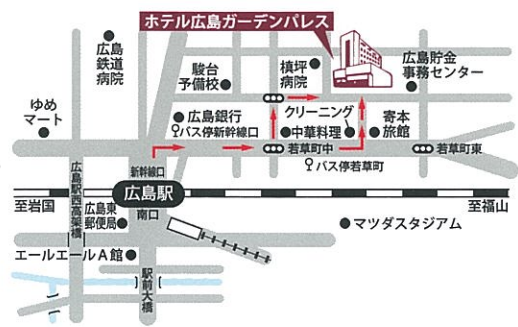 ホテル広島ガーデンパレス
広島
鉄道
病院
駿台
予備校
槙坪
病院
広島貯金
事務センター
ゆめ
マート
広島銀行
バス停新幹線口
クリーニング
中華料理
寄本
旅館
新幹線口
若草町中
若草町東
バス停若草町
広島駅西高架橋
広島駅
至岩国
至福山
広島東
郵便局
南口
マツダスタジアム
エールエールA館
駅前大橋